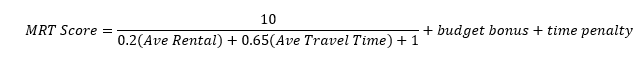 MRT Score = 10 / 0.2(Ave Rental) + 0.65(Ave Travel Time) + 1 + budget bonus + time penalty